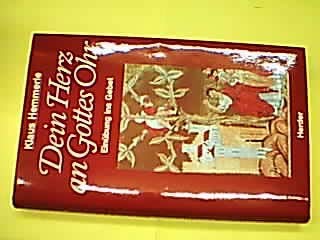 Klaus Hemmerle
Dein Herz
an Gottes Ohr
Einübung ins Gebet
Herder